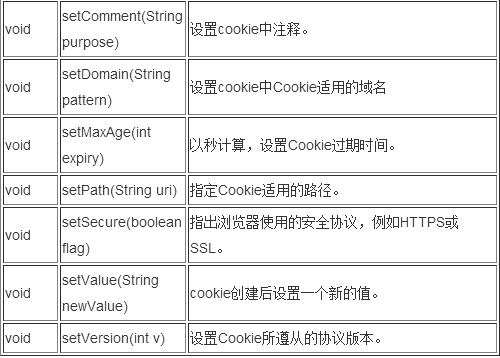 void
setComment(String
purpose)
设置cookie中注释。
void
setDomain(String
pattern)
设置cookie中Cookie适用的域名
void
setMaxAge(int
expiry)
以秒计算，设置Cookie过期时间。
void
setPath(String uri)
指定Cookie适用的路径。
void
setSecure(boolean
flag)
指出浏览器使用的安全协议，例如HTTPS或
SSL。
void
setValue(String
newValue)
cookie创建后设置一个新的值。
void
setVersion(int v)
设置Cookie所遵从的协议版本。